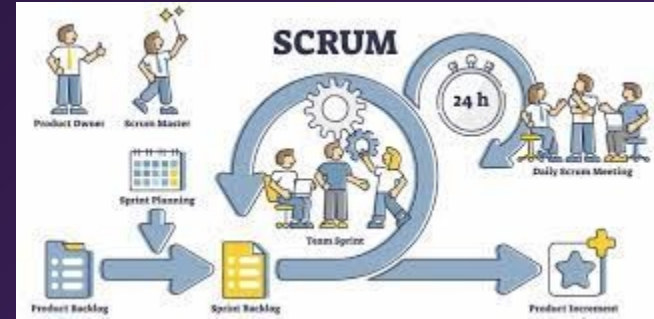 SCRUM
Product Owner
Scrum Master
24 h
Daily Scrum Meeting
Sprint Planning
Team Sprint
Product Backlog
Sprint Backlog
Product Increment